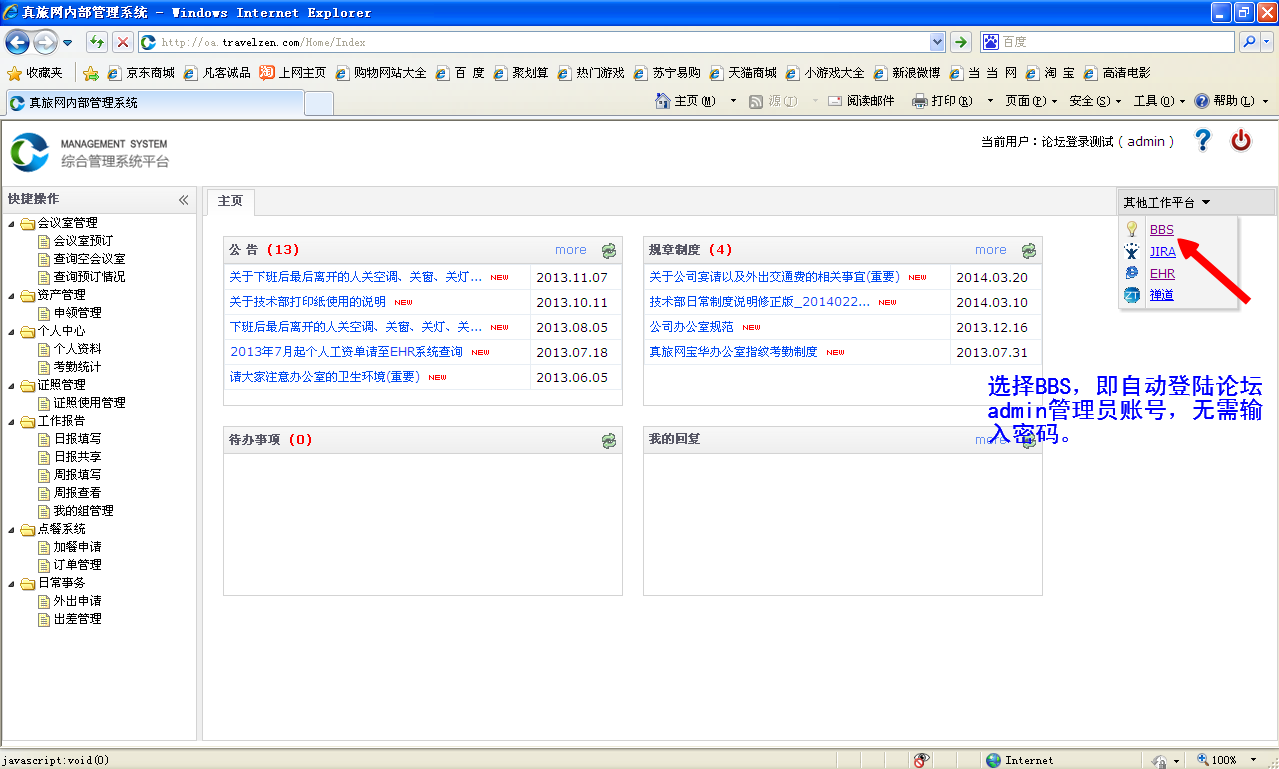 真旅网内部管理系统 - Windows Internet Explorer
http://oa.travelzen.com/Home/Index
百度
收藏夹 京东商城 凡客诚品 上网主页 购物网站大全 百 度 聚划算 热门游戏 苏宁易购 天猫商城 小游戏大全 新浪微博 当 当 网 淘 宝 高清电影
真旅网内部管理系统
主页(M) 源(J) 阅读邮件 打印(R) 页面(P) 安全(S) 工具(O) 帮助(L)
MANAGEMENT SYSTEM
综合管理系统平台
当前用户：论坛登录测试 ( admin )
快捷操作
会议室管理
会议室预订
查询空会议室
查询预订情况
资产管理
申领管理
个人中心
个人资料
考勤统计
证照管理
证照使用管理
工作报告
日报填写
日报共享
周报填写
周报查看
我的组管理
点餐系统
加餐申请
订单管理
日常事务
外出申请
出差管理
主页
其他工作平台
BBS
JIRA
EHR
禅道
公 告 (13) more
关于下班后最后离开的人关空调、关窗、关灯... NEW 2013.11.07
关于技术部打印纸使用的说明 NEW 2013.10.11
下班后最后离开的人关空调、关窗、关灯、关... NEW 2013.08.05
2013年7月起个人工资单请至EHR系统查询 NEW 2013.07.18
请大家注意办公室的卫生环境(重要) NEW 2013.06.05
规章制度 (4) more
关于公司宴请以及外出交通费的相关事宜(重要) NEW 2014.03.20
技术部日常制度说明修正版_2014022... NEW 2014.03.10
公司办公室规范 NEW 2013.12.16
真旅网宝华办公室指纹考勤制度 NEW 2013.07.31
选择BBS，即自动登陆论坛
admin管理员账号，无需输
入密码。
待办事项 (0)
我的回复 more
javascript:void(0)
Internet
100%